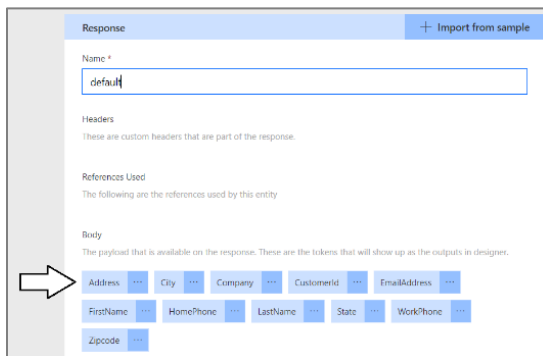 Response + Import from sample
Name *
default
Headers
These are custom headers that are part of the response.
References Used
The following are the references used by this entity
Body
The payload that is available on the response. These are the tokens that will show up as the outputs in designer.
Address ... City ... Company ... CustomerId ... EmailAddress ...
FirstName ... HomePhone ... LastName ... State ... WorkPhone ...
Zipcode ...